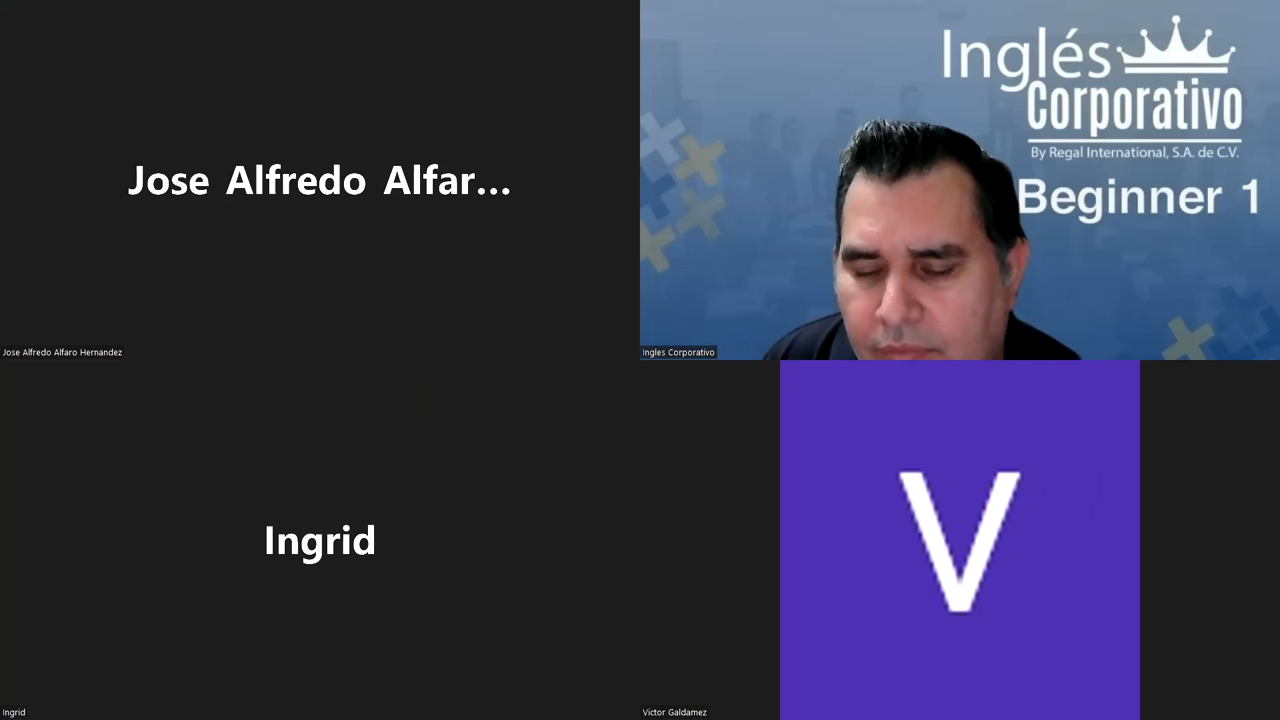 Jose Alfredo Alfar...
Jose Alfredo Alfaro Hernandez
Inglés
Corporativo
By Regal International, S.A. de C.V.
Beginner 1
Ingles Corporativo
Ingrid
Ingrid
V
Victor Galdamez